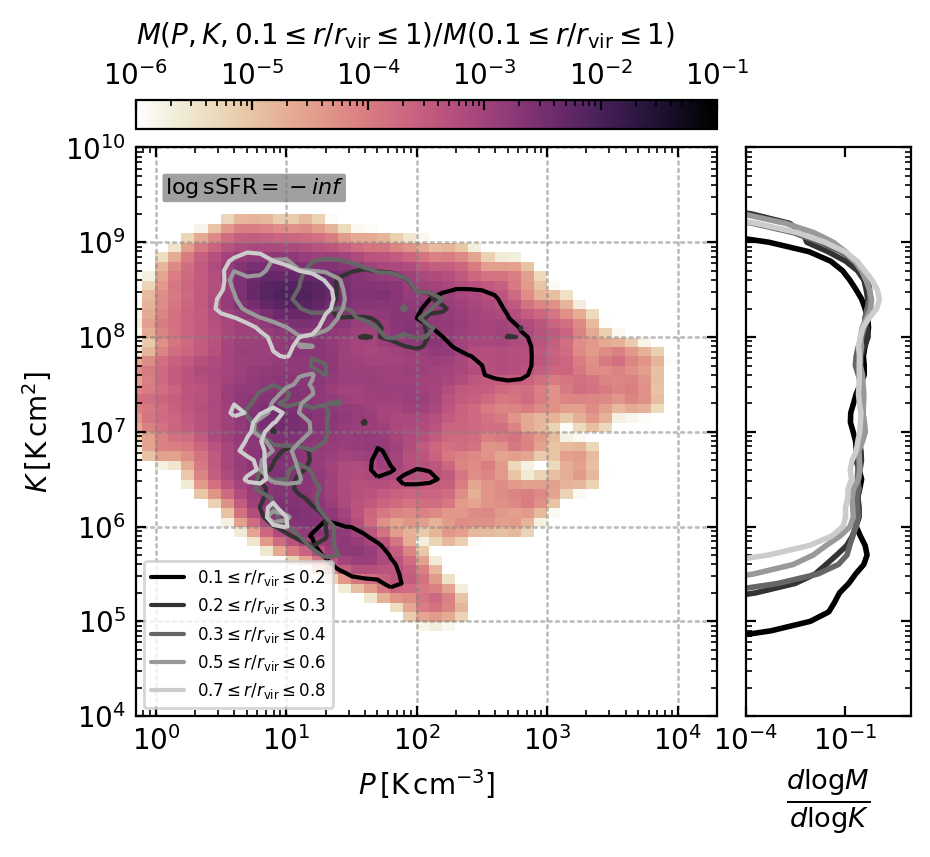 M(P, K, 0.1 ≤ r/r_vir ≤ 1)/M(0.1 ≤ r/r_vir ≤ 1)
10^−6 10^−5 10^−4 10^−3 10^−2 10^−1
10^10
log sSFR = −inf
10^9
10^8
10^7
10^6
10^5
10^4
K [K cm^2]
0.1 ≤ r/r_vir ≤ 0.2
0.2 ≤ r/r_vir ≤ 0.3
0.3 ≤ r/r_vir ≤ 0.4
0.5 ≤ r/r_vir ≤ 0.6
0.7 ≤ r/r_vir ≤ 0.8
10^0 10^1 10^2 10^3 10^4
P [K cm^−3]
10^−4 10^−1
dlogM
dlogK